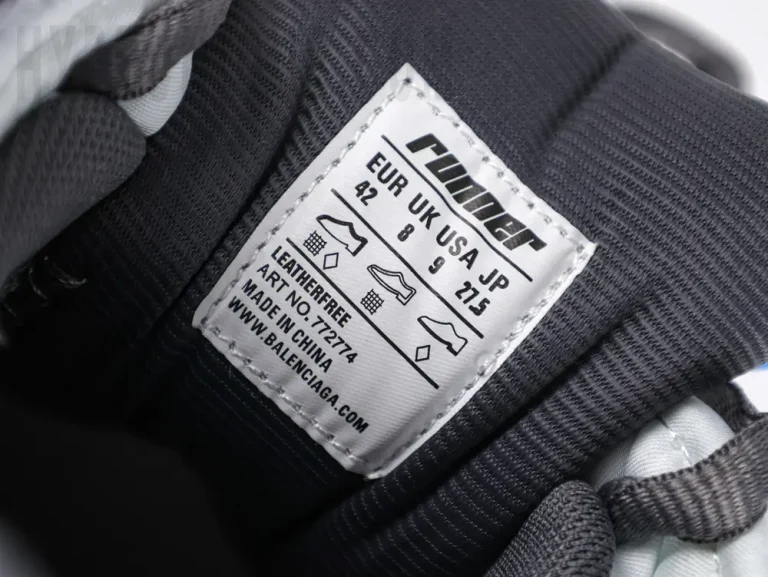 runner
EUR UK USA JP
42 8 9 27.5
LEATHERFREE
ART NO. 772774
MADE IN CHINA
WWW.BALENCIAGA.COM